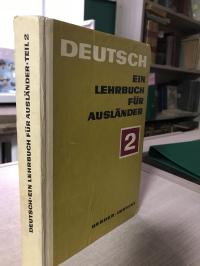 DEUTSCH
EIN
LEHRBUCH
FÜR
AUSLÄNDER
2
DEUTSCH·EIN LEHRBUCH FÜR AUSLÄNDER·TEIL 2